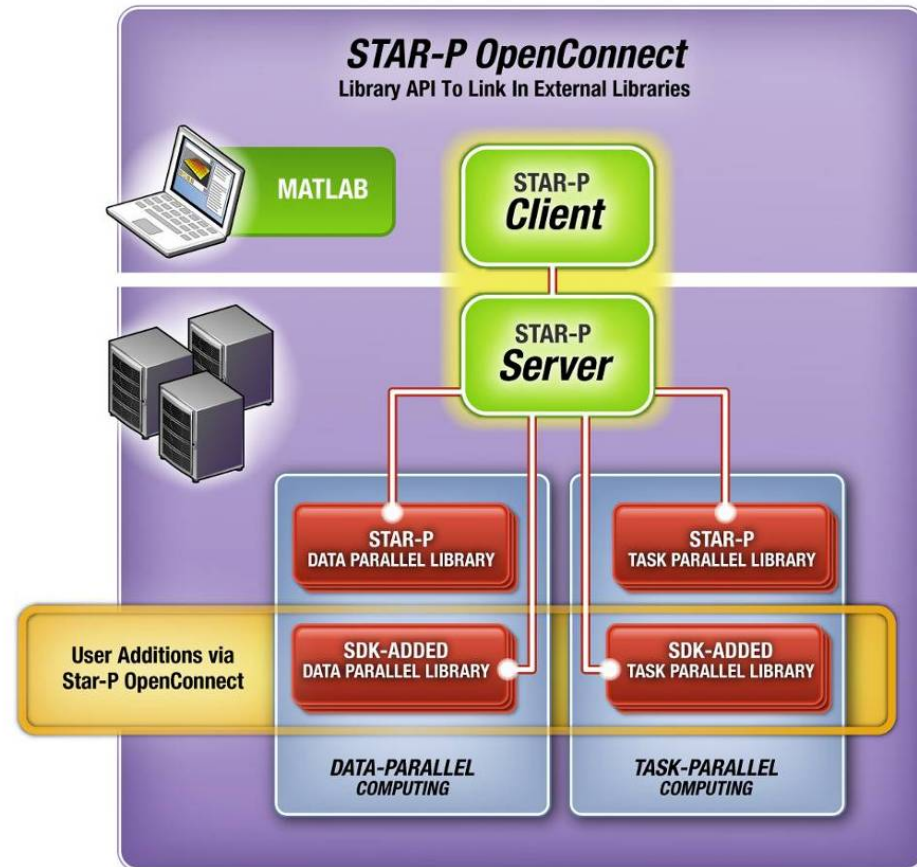 STAR-P OpenConnect
Library API To Link In External Libraries
MATLAB
STAR-P
Client
STAR-P
Server
STAR-P
DATA PARALLEL LIBRARY
STAR-P
TASK PARALLEL LIBRARY
User Additions via
Star-P OpenConnect
SDK-ADDED
DATA PARALLEL LIBRARY
SDK-ADDED
TASK PARALLEL LIBRARY
DATA-PARALLEL
COMPUTING
TASK-PARALLEL
COMPUTING